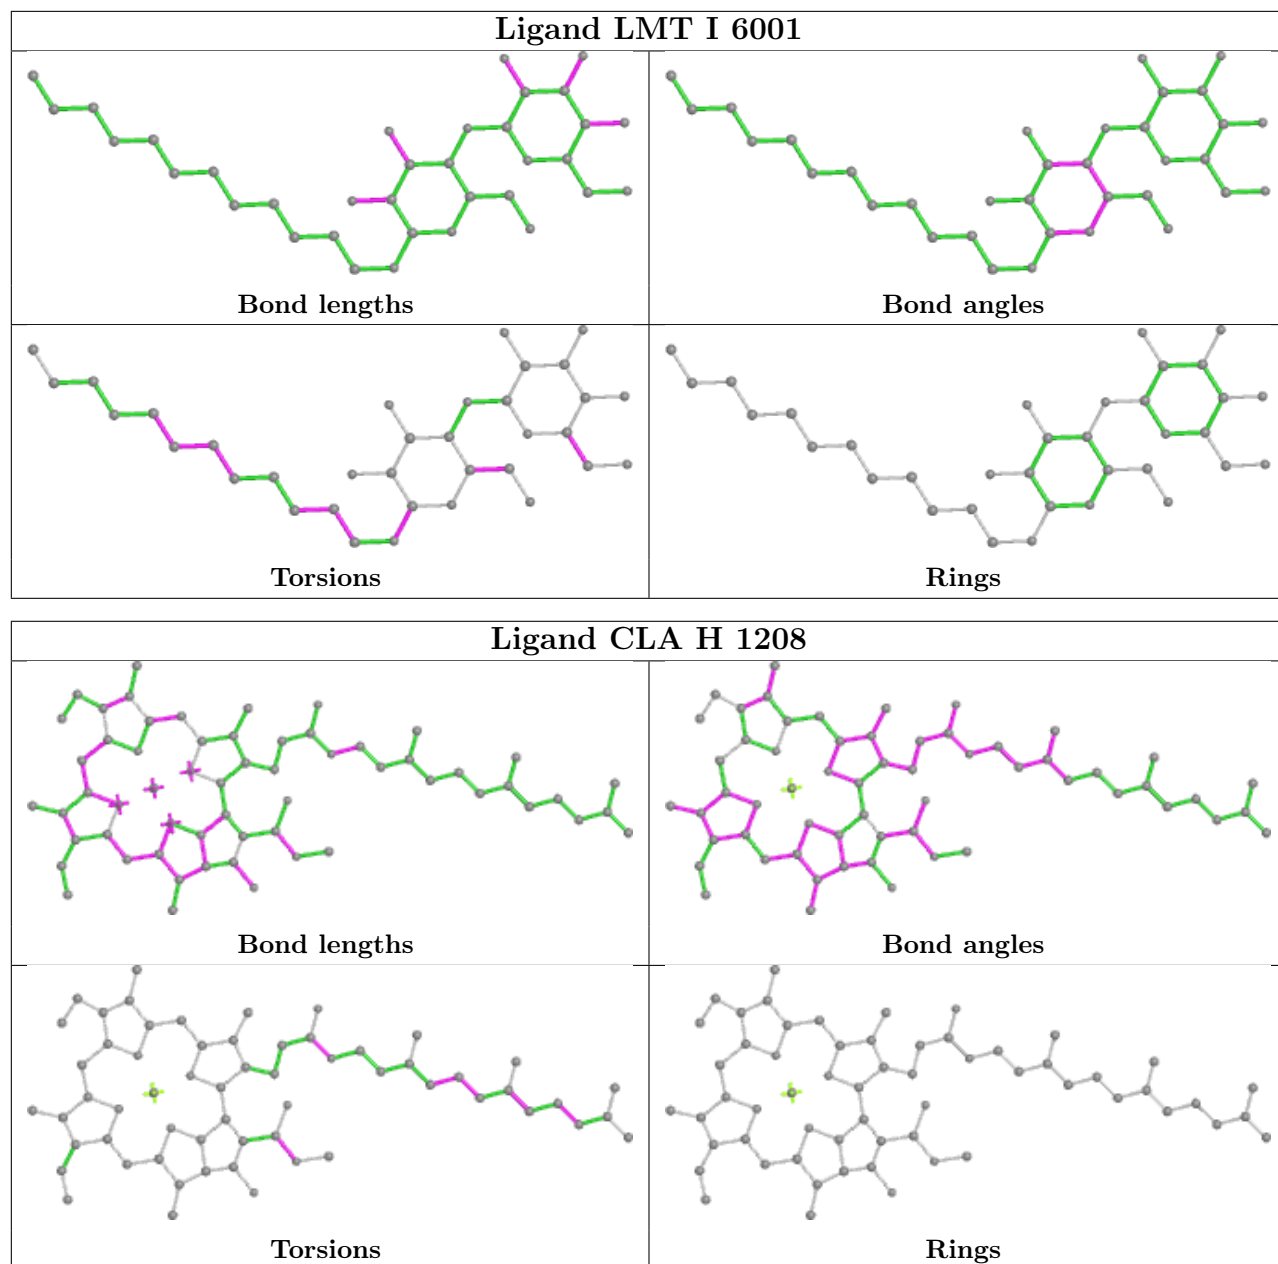 Ligand LMT I 6001
Bond lengths
Bond angles
Torsions
Rings
Ligand CLA H 1208
Bond lengths
Bond angles
Torsions
Rings